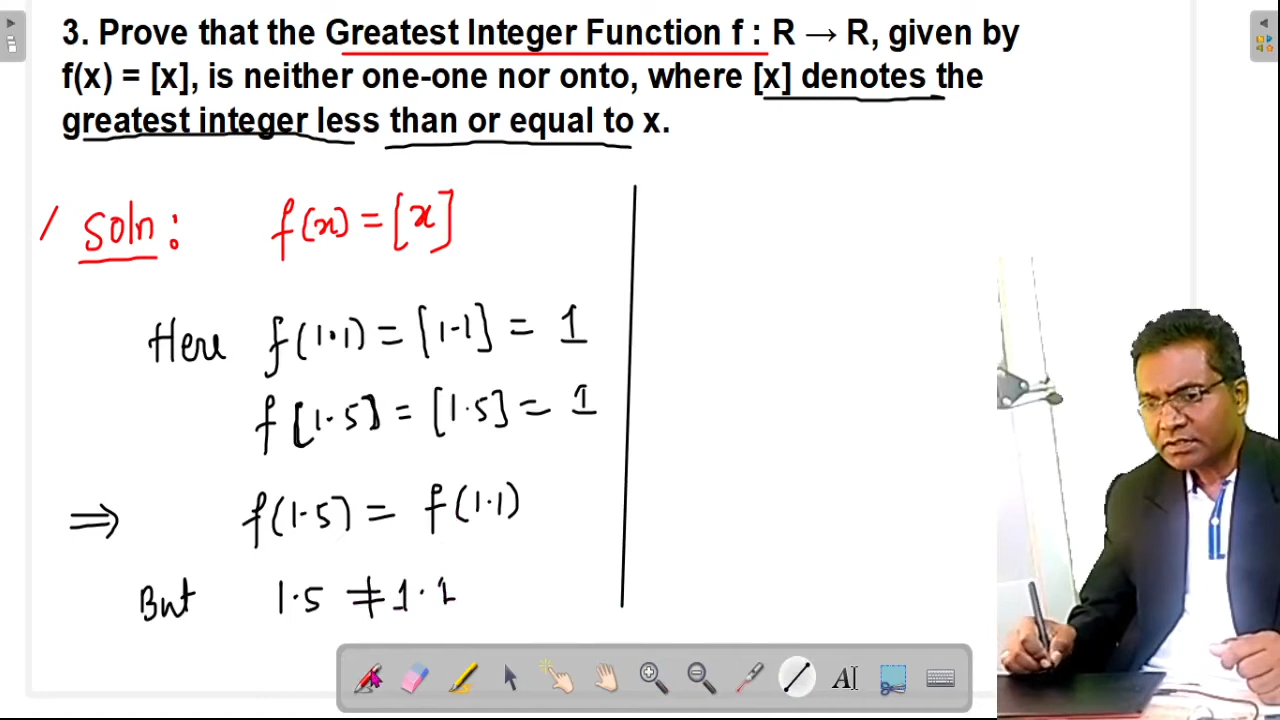 3. Prove that the Greatest Integer Function f : R → R, given by
f(x) = [x], is neither one-one nor onto, where [x] denotes the
greatest integer less than or equal to x.
Soln: f(x) = [x]
Here f(1.1) = [1.1] = 1
f[1.5] = [1.5] = 1
⇒ f(1.5) = f(1.1)
But 1.5 ≠ 1.1